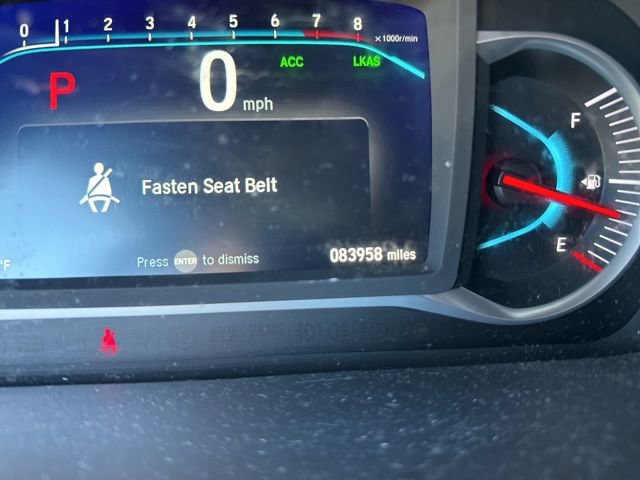 0 1 2 3 4 5 6 7 8 x1000r/min
ACC LKAS
P 0 mph
F
Fasten Seat Belt
E
Press ENTER to dismiss
°F 083958 miles